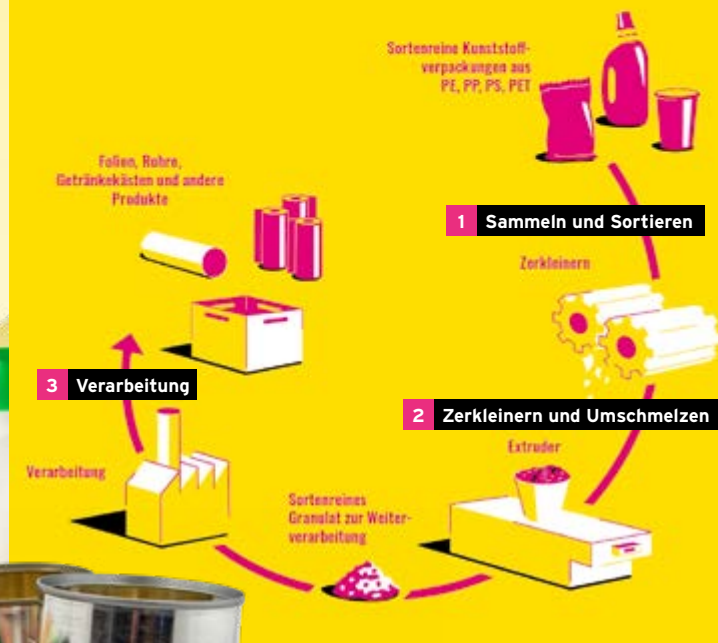 Sortenreine Kunststoff-
verpackungen aus
PE, PP, PS, PET
Folien, Rohre,
Getränkekästen und andere
Produkte
1 Sammeln und Sortieren
Zerkleinern
3 Verarbeitung
2 Zerkleinern und Umschmelzen
Extruder
Verarbeitung
Sortenreines
Granulat zur Weiter-
verarbeitung